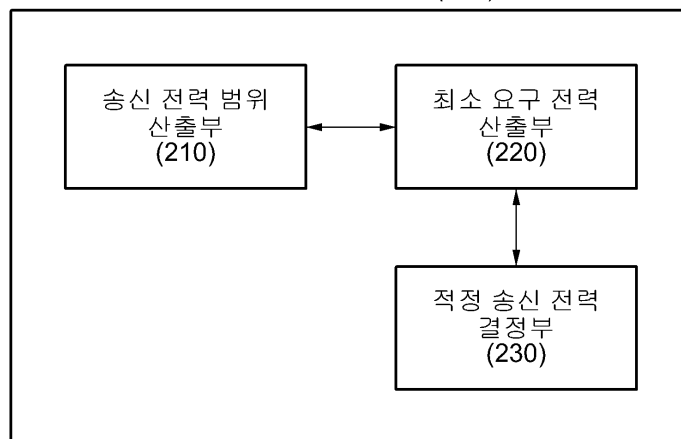 송신 전력 범위
산출부
(210)
최소 요구 전력
산출부
(220)
적정 송신 전력
결정부
(230)